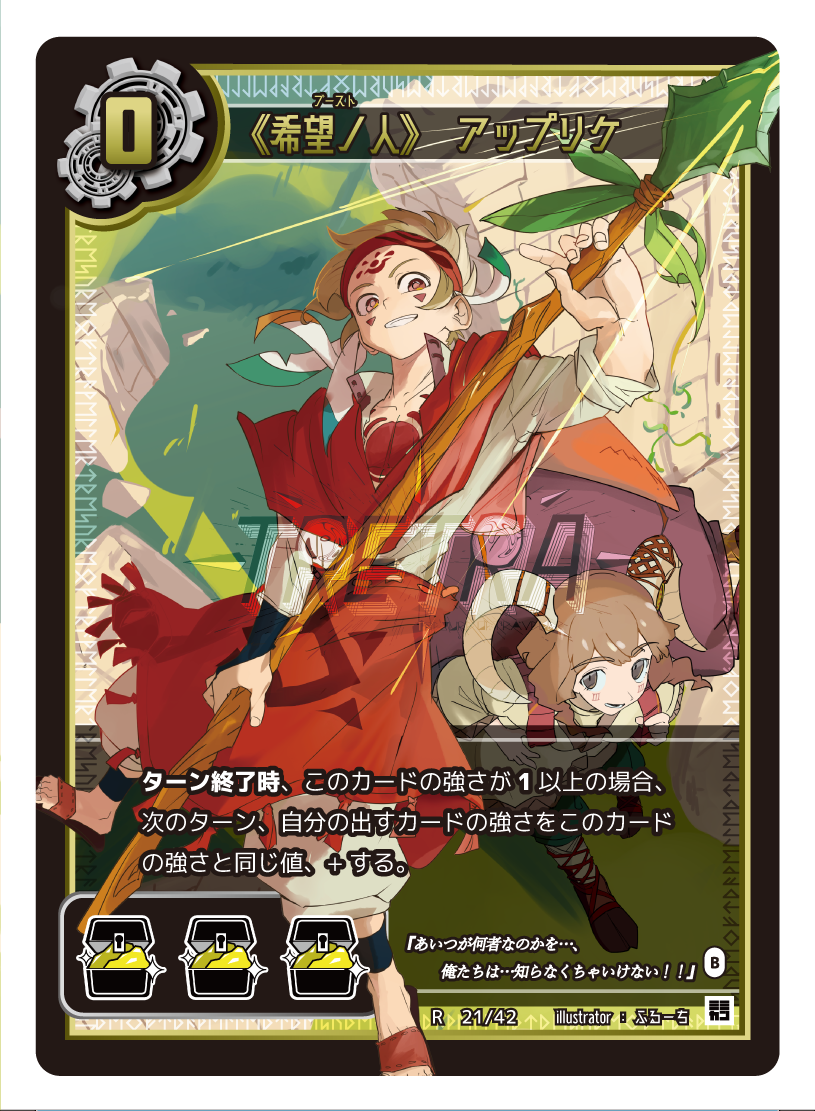 0
ブースト
《希望ノ人》 アップリケ
TRETRA
ターン終了時、このカードの強さが1以上の場合、
次のターン、自分の出すカードの強さをこのカード
の強さと同じ値、+する。
『あいつが何者なのかを…、
俺たちは…知らなくちゃいけない！！』
B
R 21/42 illustrator : ふろーち